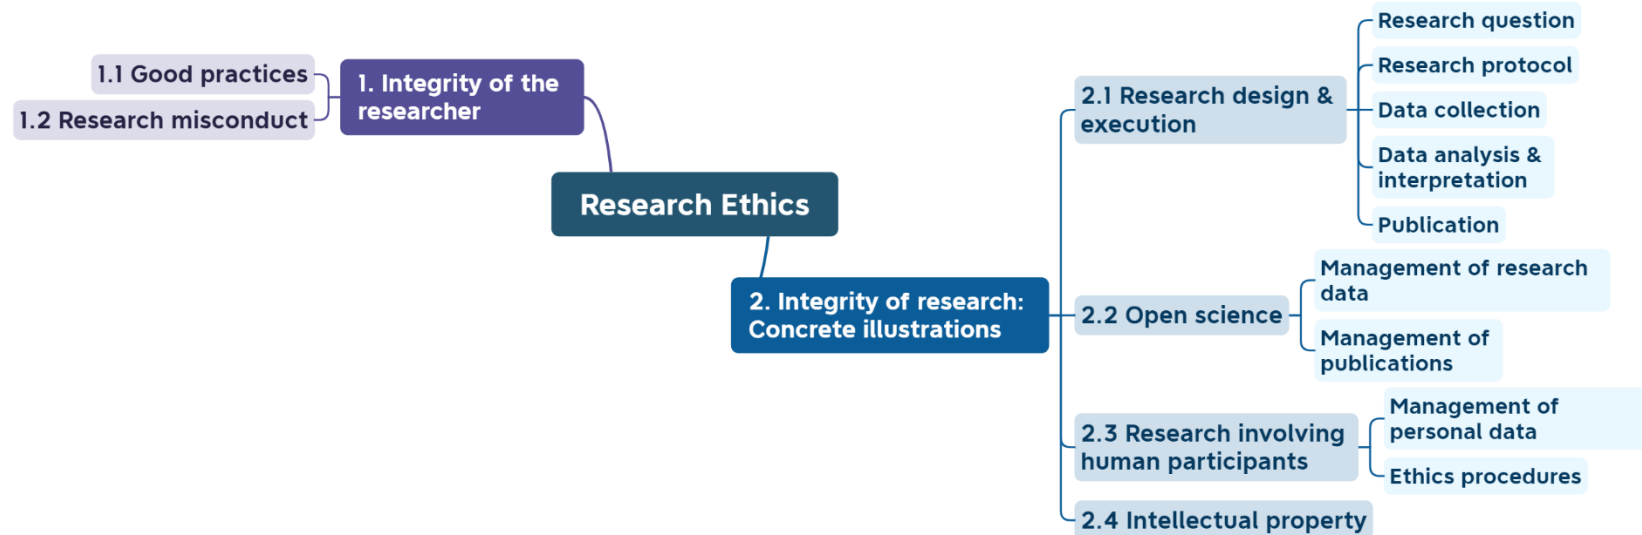 Research Ethics
1. Integrity of the
researcher
1.1 Good practices
1.2 Research misconduct
2. Integrity of research:
Concrete illustrations
2.1 Research design &
execution
Research question
Research protocol
Data collection
Data analysis &
interpretation
Publication
2.2 Open science
Management of research
data
Management of
publications
2.3 Research involving
human participants
Management of
personal data
Ethics procedures
2.4 Intellectual property